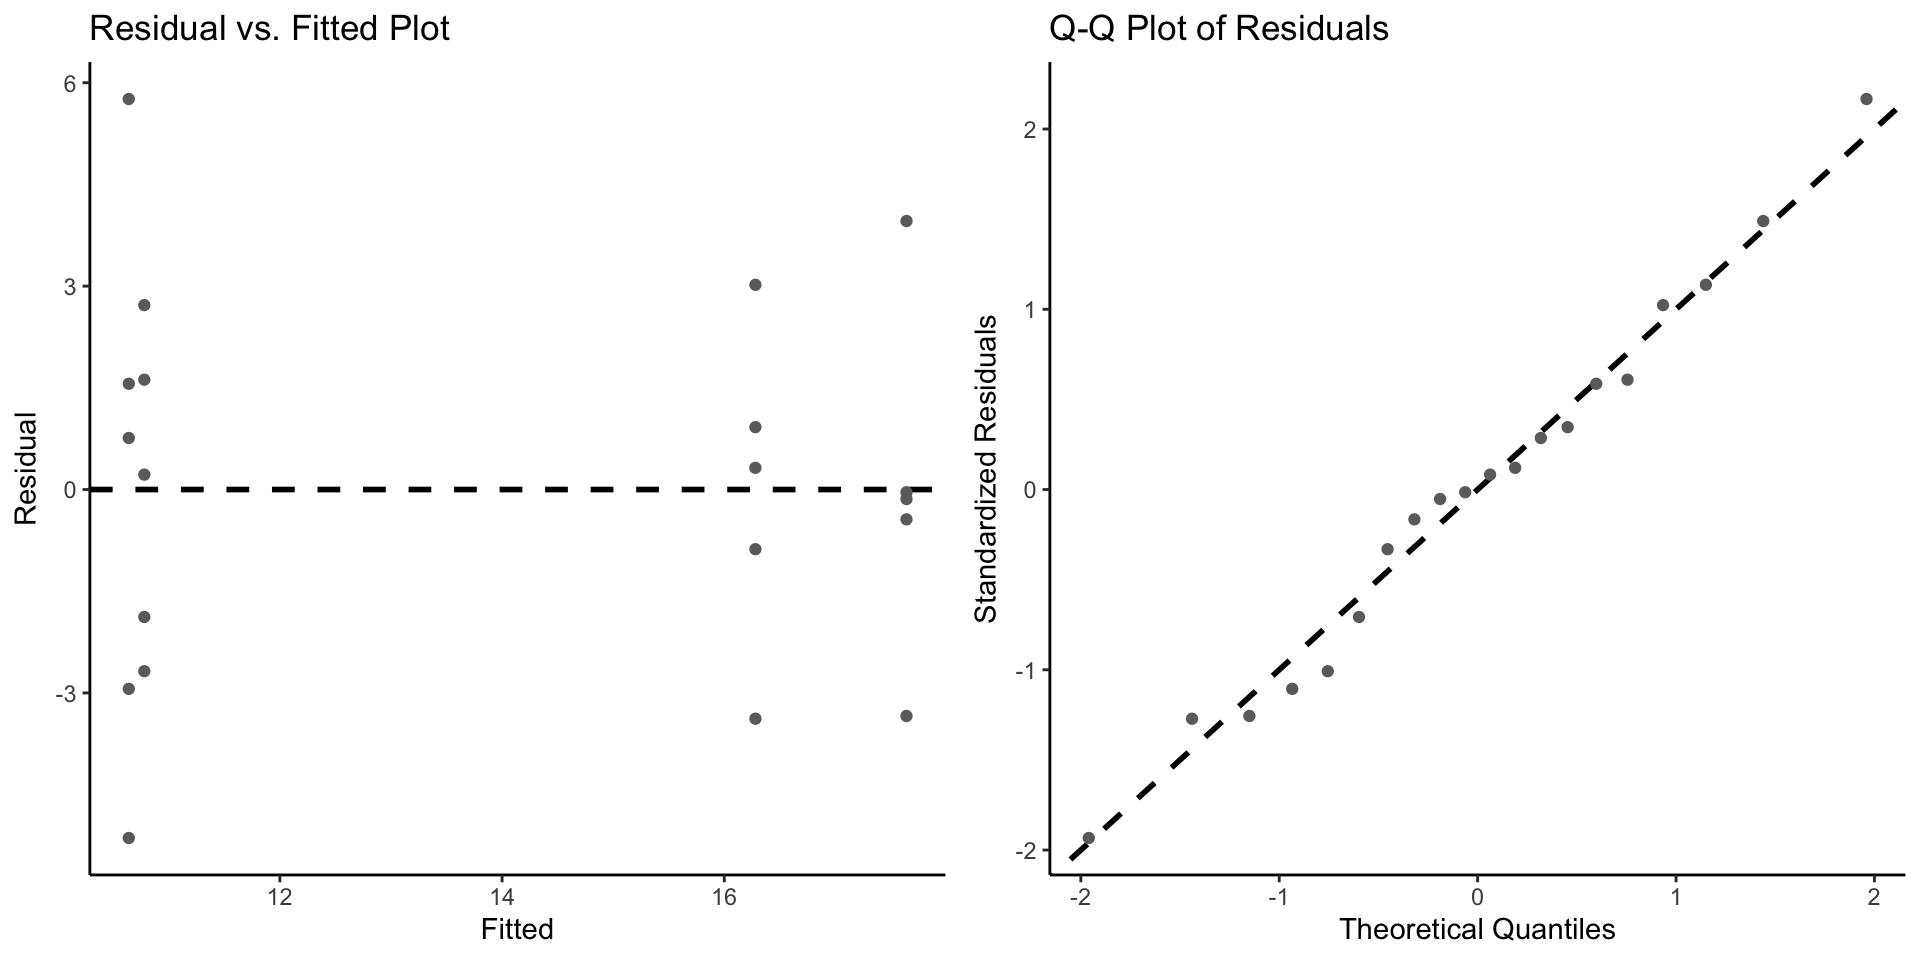 Residual vs. Fitted Plot
6
3
0
-3
Residual
12 14 16
Fitted
Q-Q Plot of Residuals
2
1
0
-1
-2
Standardized Residuals
-2 -1 0 1 2
Theoretical Quantiles